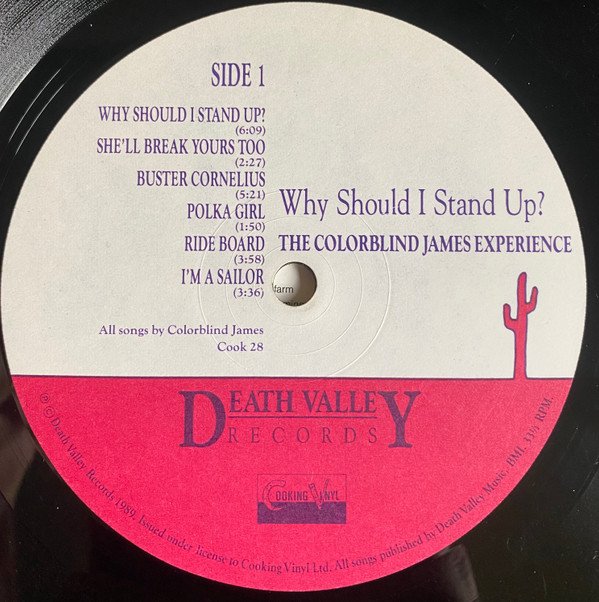 SIDE 1
WHY SHOULD I STAND UP?
(6:09)
SHE'LL BREAK YOURS TOO
(2:27)
BUSTER CORNELIUS
(5:21)
POLKA GIRL
(1:50)
RIDE BOARD
(3:58)
I'M A SAILOR
(3:36)
All songs by Colorblind James
Cook 28
Why Should I Stand Up?
THE COLORBLIND JAMES EXPERIENCE
farm
DEATH VALLEY
RECORDS
COOKING VINYL
℗ © Death Valley Records 1989. Issued under license to Cooking Vinyl Ltd. All songs published by Death Valley Music, BMI. 33⅓ RPM.